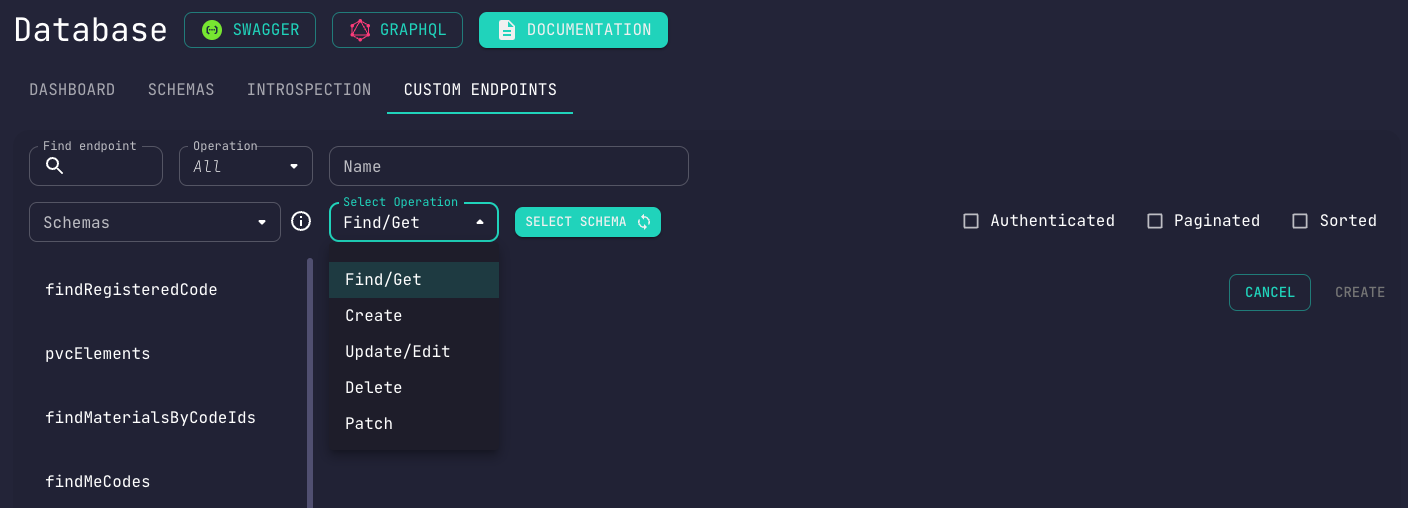 Database SWAGGER GRAPHQL DOCUMENTATION
DASHBOARD SCHEMAS INTROSPECTION CUSTOM ENDPOINTS
Find endpoint Operation
All Name
Select Operation
Schemas Find/Get SELECT SCHEMA Authenticated Paginated Sorted
findRegisteredCode
pvcElements
findMaterialsByCodeIds
findMeCodes
Find/Get
Create
Update/Edit
Delete
Patch
CANCEL CREATE